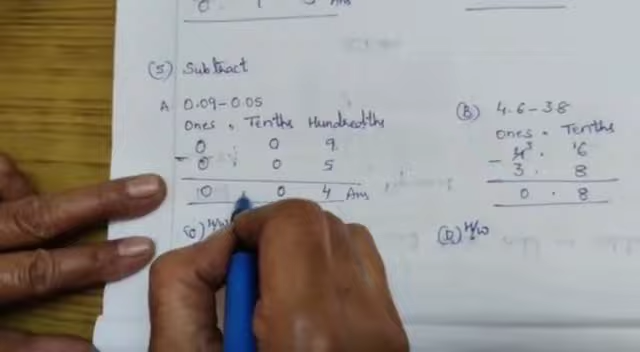 Ans
(5) Subtract
A 0.09-0.05
Ones . Tenths Hundredths
0 0 9
- 0 . 0 5
0 0 4 Ans
(B) 4.6-3.8
Ones . Tenths
4 3 . 16
- 3 . 8
0 . 8
(C) H/W
(D) H/W